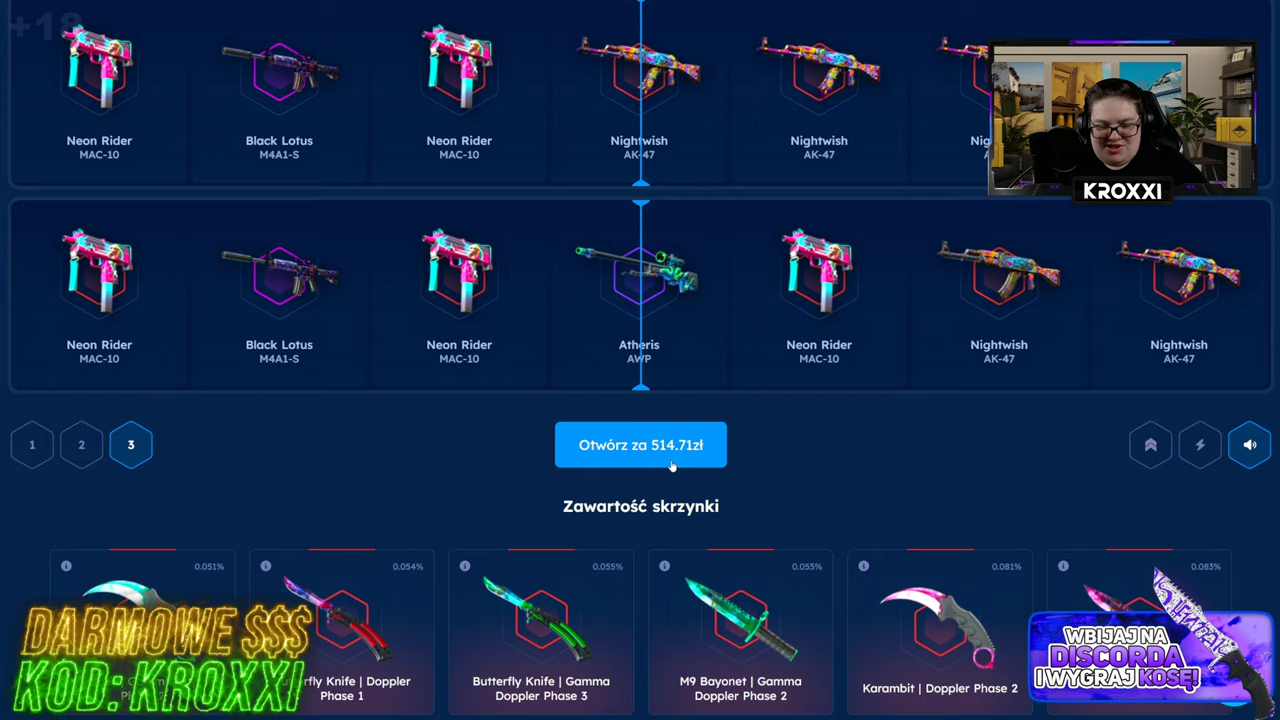 +18
Neon Rider
MAC-10
Black Lotus
M4A1-S
Neon Rider
MAC-10
Nightwish
AK-47
Nightwish
AK-47
KROXXI
Neon Rider
MAC-10
Black Lotus
M4A1-S
Neon Rider
MAC-10
Atheris
AWP
Neon Rider
MAC-10
Nightwish
AK-47
Nightwish
AK-47
1
2
3
Otwórz za 514.71zł
Zawartość skrzynki
0.051%
0.054%
0.055%
0.055%
0.081%
0.083%
Knife | Doppler
Phase 1
Butterfly Knife | Gamma
Doppler Phase 3
M9 Bayonet | Gamma
Doppler Phase 2
Karambit | Doppler Phase 2
DARMOWE $$$
KOD: KROXXI
WBIJAJ NA
DISCORDA
I WYGRAJ KOSĘ!